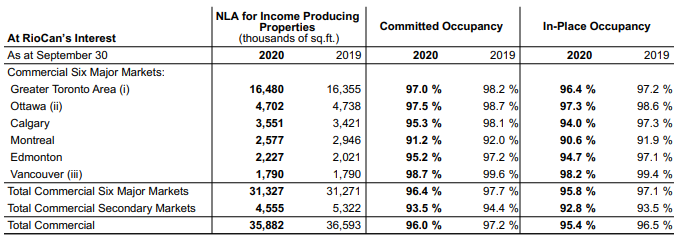 NLA for Income Producing
Properties
At RioCan's Interest (thousands of sq.ft.) Committed Occupancy In-Place Occupancy
As at September 30 2020 2019 2020 2019 2020 2019
Commercial Six Major Markets:
Greater Toronto Area (i) 16,480 16,355 97.0 % 98.2 % 96.4 % 97.2 %
Ottawa (ii) 4,702 4,738 97.5 % 98.7 % 97.3 % 98.6 %
Calgary 3,551 3,421 95.3 % 98.1 % 94.0 % 97.3 %
Montreal 2,577 2,946 91.2 % 92.0 % 90.6 % 91.9 %
Edmonton 2,227 2,021 95.2 % 97.2 % 94.7 % 97.1 %
Vancouver (iii) 1,790 1,790 98.7 % 99.6 % 98.2 % 99.4 %
Total Commercial Six Major Markets 31,327 31,271 96.4 % 97.7 % 95.8 % 97.1 %
Total Commercial Secondary Markets 4,555 5,322 93.5 % 94.4 % 92.8 % 93.5 %
Total Commercial 35,882 36,593 96.0 % 97.2 % 95.4 % 96.5 %